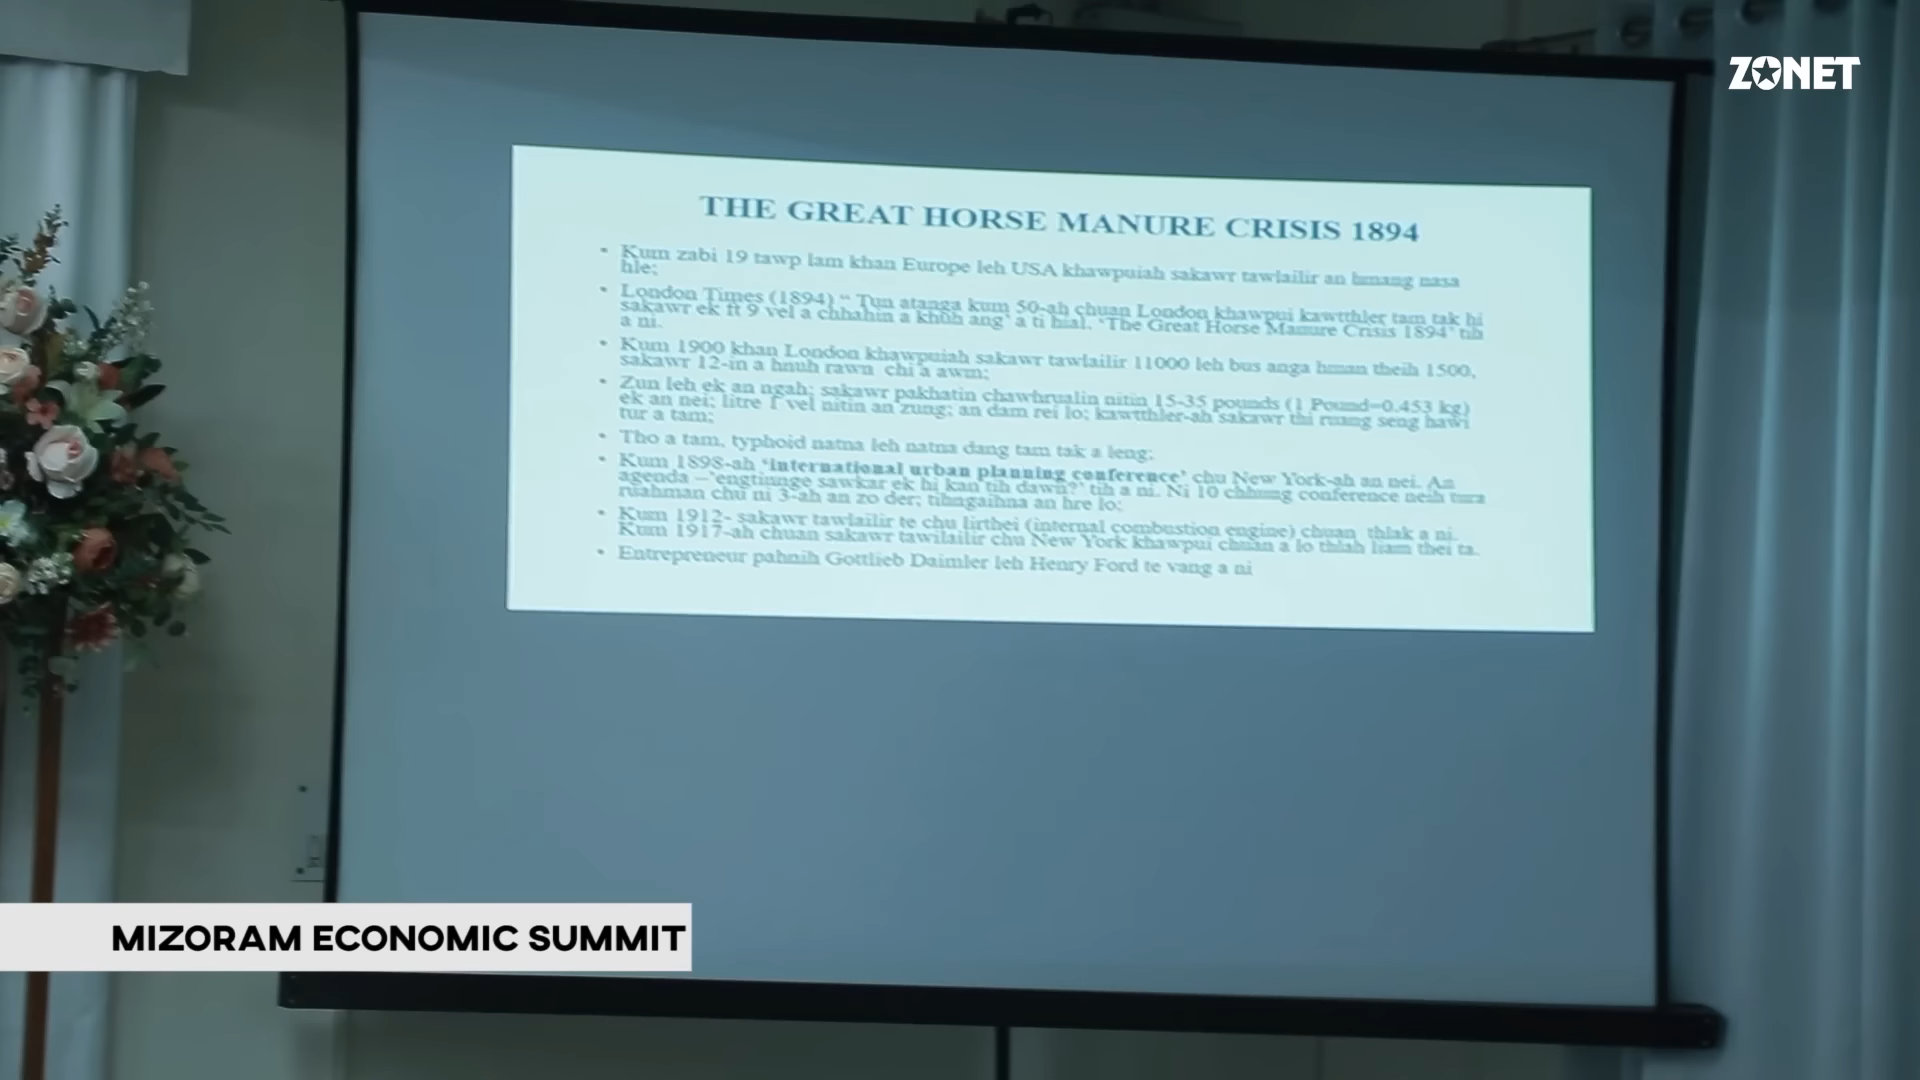 ZONET
THE GREAT HORSE MANURE CRISIS 1894
• Kum zabi 19 tawp lam khan Europe leh USA khawpuiah sakawr tawlailir an hmang nasa
hle;
• London Times (1894) “ Tun atanga kum 50-ah chuan London khawpui kawtthler tam tak hi
sakawr ek ft 9 vel a chhahin a khuh ang’ a ti hial. ‘The Great Horse Manure Crisis 1894’ tih
a ni.
• Kum 1900 khan London khawpuiah sakawr tawlailir 11000 leh bus anga hman theih 1500,
sakawr 12-in a hnuh rawn chi a awm;
• Zun leh ek an ngah; sakawr pakhatin chawhrualin nitin 15-35 pounds (1 Pound=0.453 kg)
ek an nei; litre 1 vel nitin an zung; an dam rei lo; kawtthler-ah sakawr thi ruang seng hawi
tur a tam;
• Tho a tam, typhoid natna leh natna dang tam tak a leng;
• Kum 1898-ah ‘international urban planning conference’ chu New York-ah an nei. An
agenda –‘engtinnge sawkar ek hi kan tih dawn?’ tih a ni. Ni 10 chhung conference neih tura
ruahman chu ni 3-ah an zo der; tihngaihna an hre lo;
• Kum 1912- sakawr tawlailir te chu lirthei (internal combustion engine) chuan thlak a ni.
Kum 1917-ah chuan sakawr tawlailir chu New York khawpui chuan a lo thlah liam thei ta.
• Entrepreneur pahnih Gottlieb Daimler leh Henry Ford te vang a ni
MIZORAM ECONOMIC SUMMIT